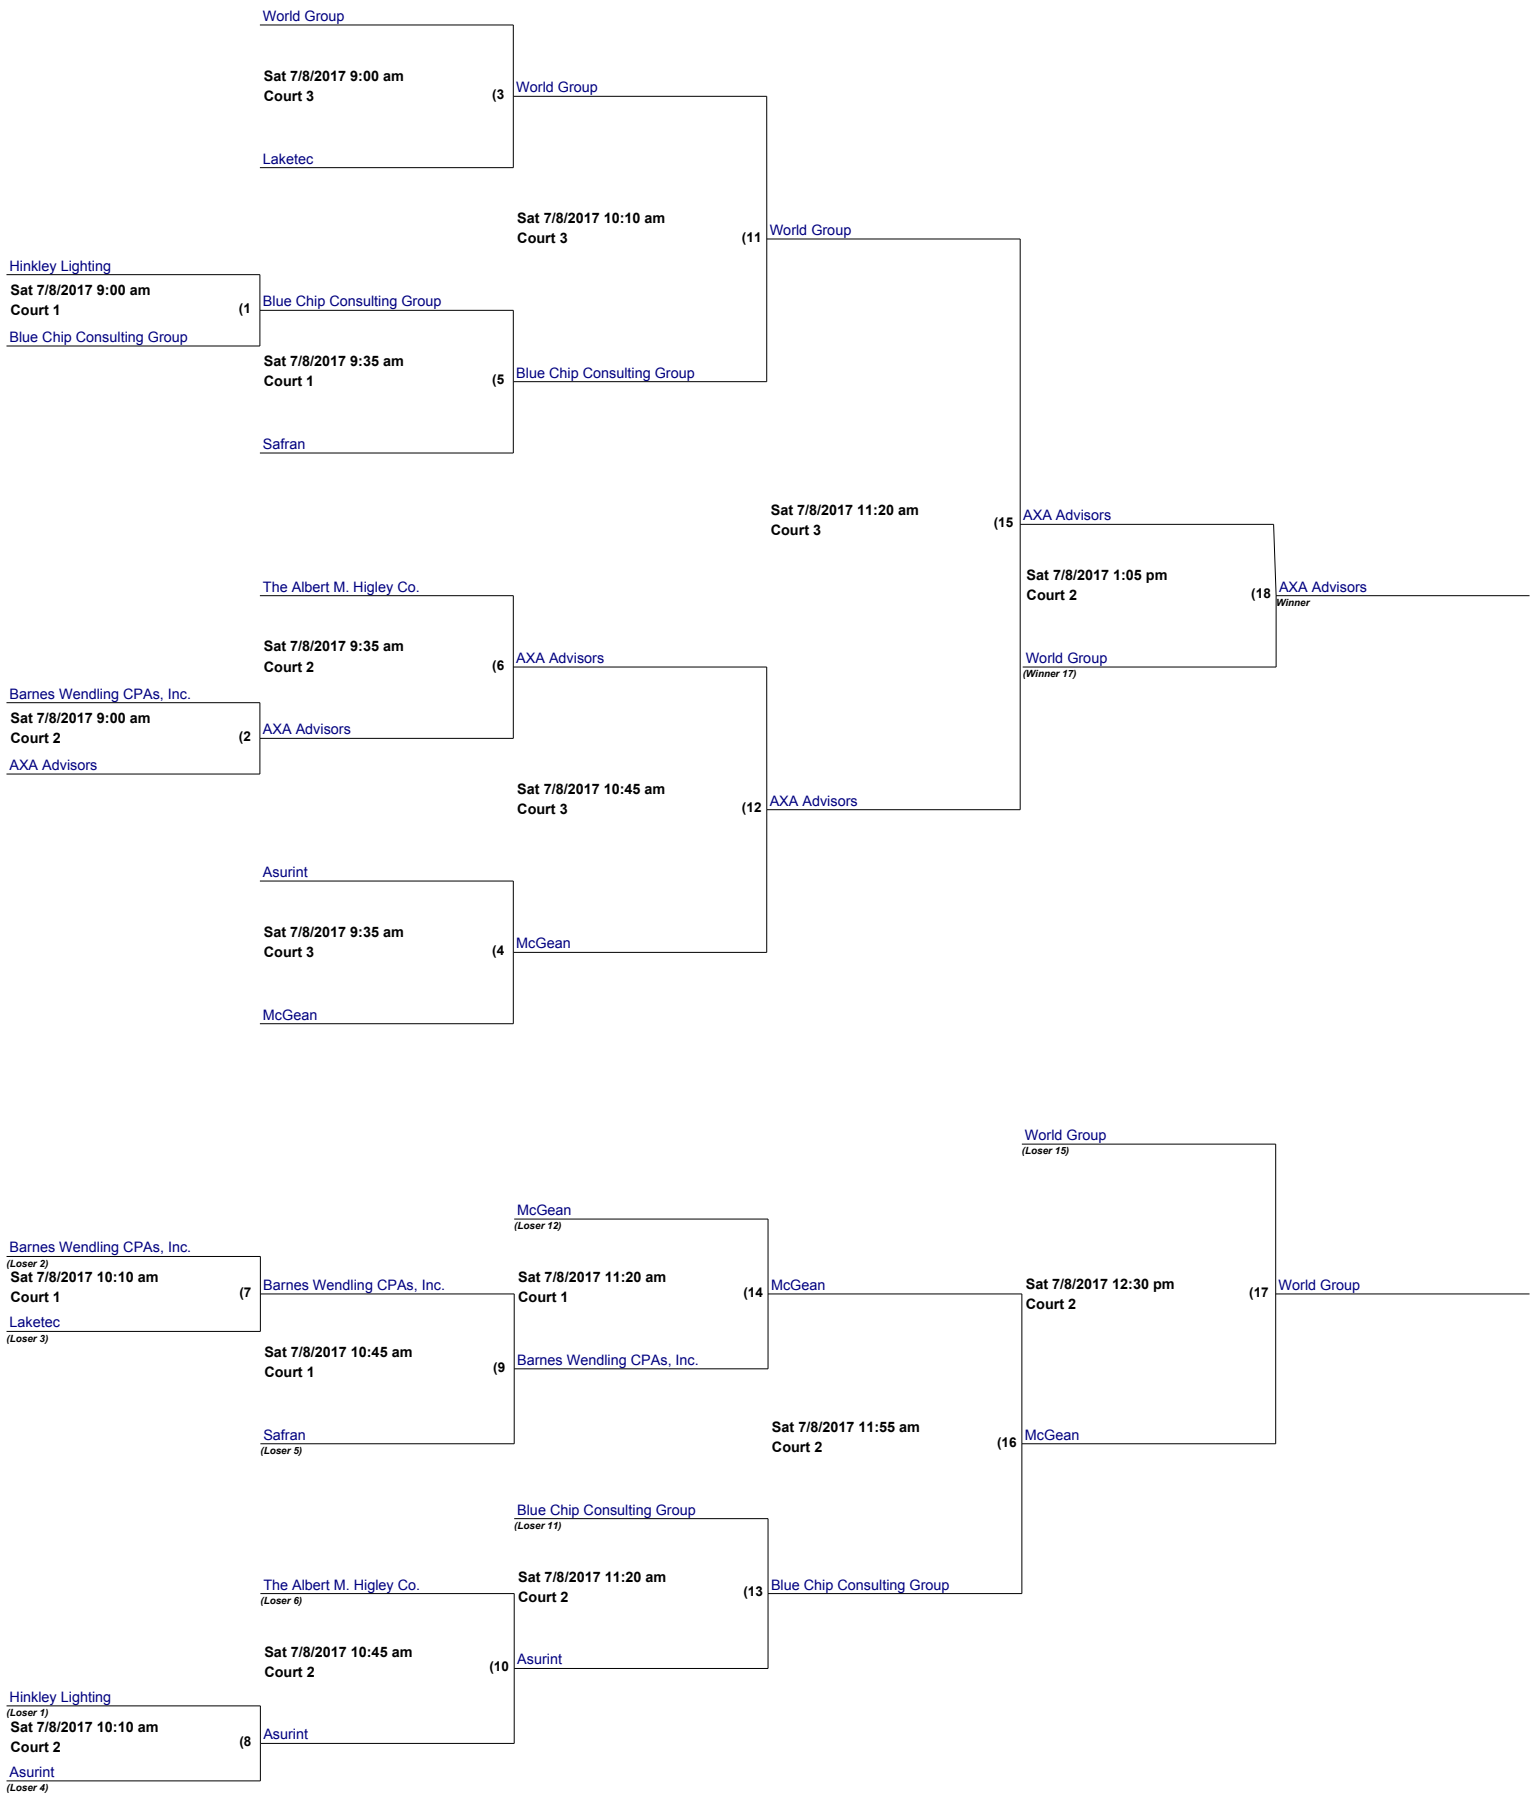 World Group
Sat 7/8/2017 9:00 am
Court 3
(3
World Group
Laketec
Sat 7/8/2017 10:10 am
Court 3
(11
World Group
Hinkley Lighting
Sat 7/8/2017 9:00 am
Court 1
(1
Blue Chip Consulting Group
Blue Chip Consulting Group
Sat 7/8/2017 9:35 am
Court 1
(5
Blue Chip Consulting Group
Safran
Sat 7/8/2017 11:20 am
Court 3
(15
AXA Advisors
Sat 7/8/2017 1:05 pm
Court 2
(18
AXA Advisors
Winner
World Group
(Winner 17)
The Albert M. Higley Co.
Sat 7/8/2017 9:35 am
Court 2
(6
AXA Advisors
Barnes Wendling CPAs, Inc.
Sat 7/8/2017 9:00 am
Court 2
(2
AXA Advisors
AXA Advisors
Sat 7/8/2017 10:45 am
Court 3
(12
AXA Advisors
Asurint
Sat 7/8/2017 9:35 am
Court 3
(4
McGean
McGean
World Group
(Loser 15)
McGean
(Loser 12)
Barnes Wendling CPAs, Inc.
(Loser 2)
Sat 7/8/2017 10:10 am
Court 1
(7
Barnes Wendling CPAs, Inc.
Laketec
(Loser 3)
Sat 7/8/2017 11:20 am
Court 1
(14
McGean
Sat 7/8/2017 12:30 pm
Court 2
(17
World Group
Sat 7/8/2017 10:45 am
Court 1
(9
Barnes Wendling CPAs, Inc.
Safran
(Loser 5)
Sat 7/8/2017 11:55 am
Court 2
(16
McGean
Blue Chip Consulting Group
(Loser 11)
Sat 7/8/2017 11:20 am
Court 2
(13
Blue Chip Consulting Group
The Albert M. Higley Co.
(Loser 6)
Sat 7/8/2017 10:45 am
Court 2
(10
Asurint
Hinkley Lighting
(Loser 1)
Sat 7/8/2017 10:10 am
Court 2
(8
Asurint
Asurint
(Loser 4)